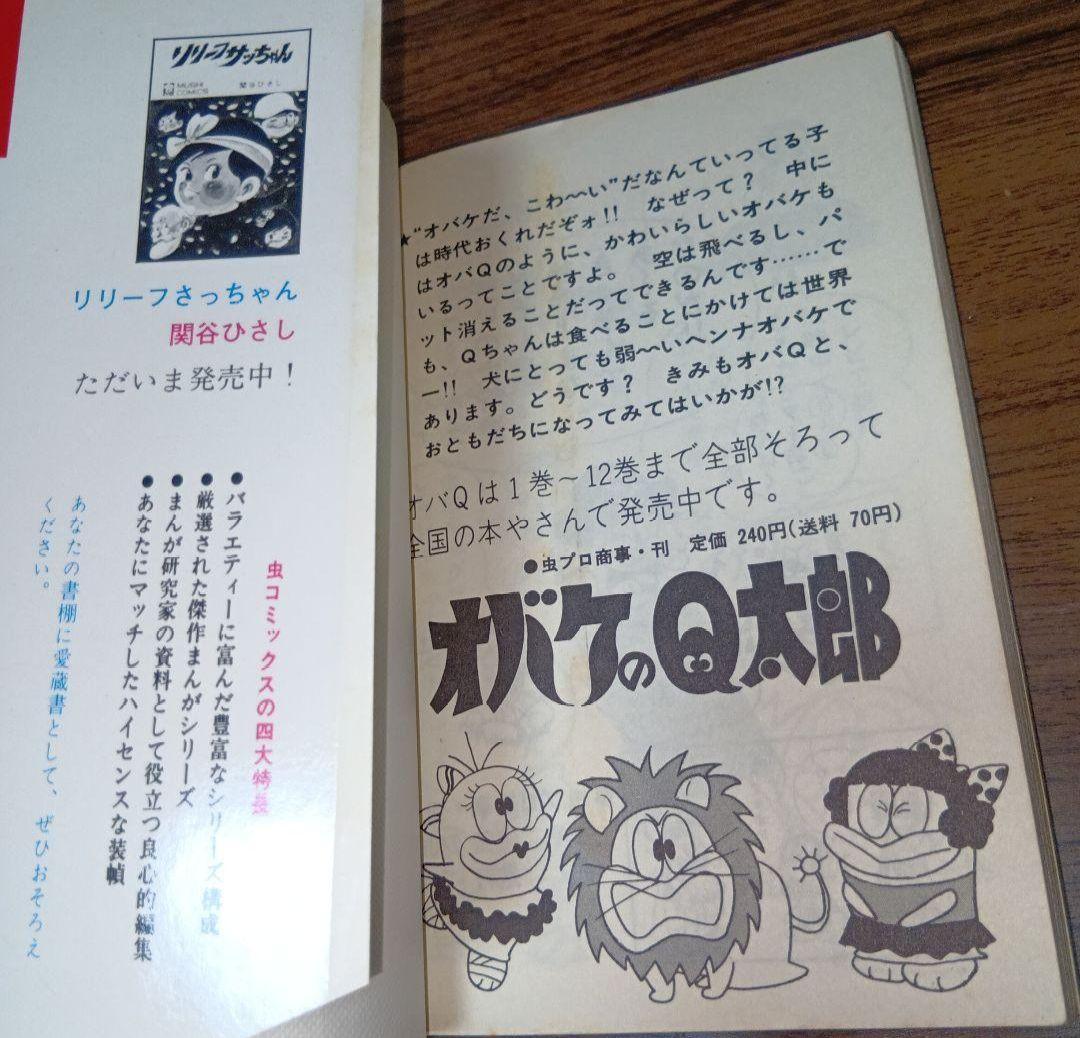 リリーフサッちゃん
MUSHI COMICS
関谷ひさし
リリーフさっちゃん
関谷ひさし
ただいま発売中！
虫コミックスの四大特長
●バラエティーに富んだ豊富なシリーズ構成
●厳選された傑作まんがシリーズ
●まんが研究家の資料として役立つ良心的編集
●あなたにマッチしたハイセンスな装幀
あなたの書棚に愛蔵書として、ぜひおそろえ
ください。
★“オバケだ、こわ〜〜い”だなんていってる子
は時代おくれだぞォ!!　なぜって？　中に
はオバQのように、かわいらしいオバケも
いるってことですよ。　空は飛べるし、パ
ット消えることだってできるんです……で
も、Qちゃんは食べることにかけては世界
一!!　犬にとっても弱〜〜いヘンナオバケで
あります。どうです？　きみもオバQと、
おともだちになってみてはいかが!?
オバQは1巻〜12巻まで全部そろって
全国の本やさんで発売中です。
●虫プロ商事・刊　定価 240円(送料 70円)
オバケのQ太郎